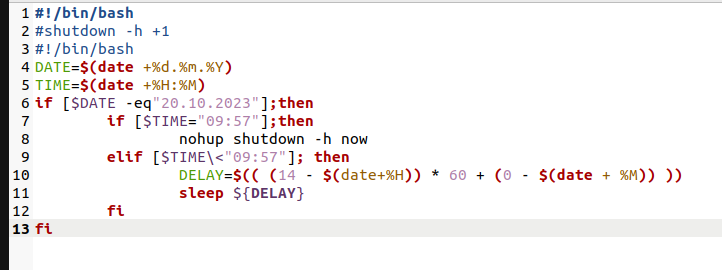 1 #!/bin/bash
2 #shutdown -h +1
3 #!/bin/bash
4 DATE=$(date +%d.%m.%Y)
5 TIME=$(date +%H:%M)
6 if [$DATE -eq"20.10.2023"];then
7 if [$TIME="09:57"];then
8 nohup shutdown -h now
9 elif [$TIME\<"09:57"]; then
10 DELAY=$(( (14 - $(date+%H)) * 60 + (0 - $(date + %M)) ))
11 sleep ${DELAY}
12 fi
13 fi